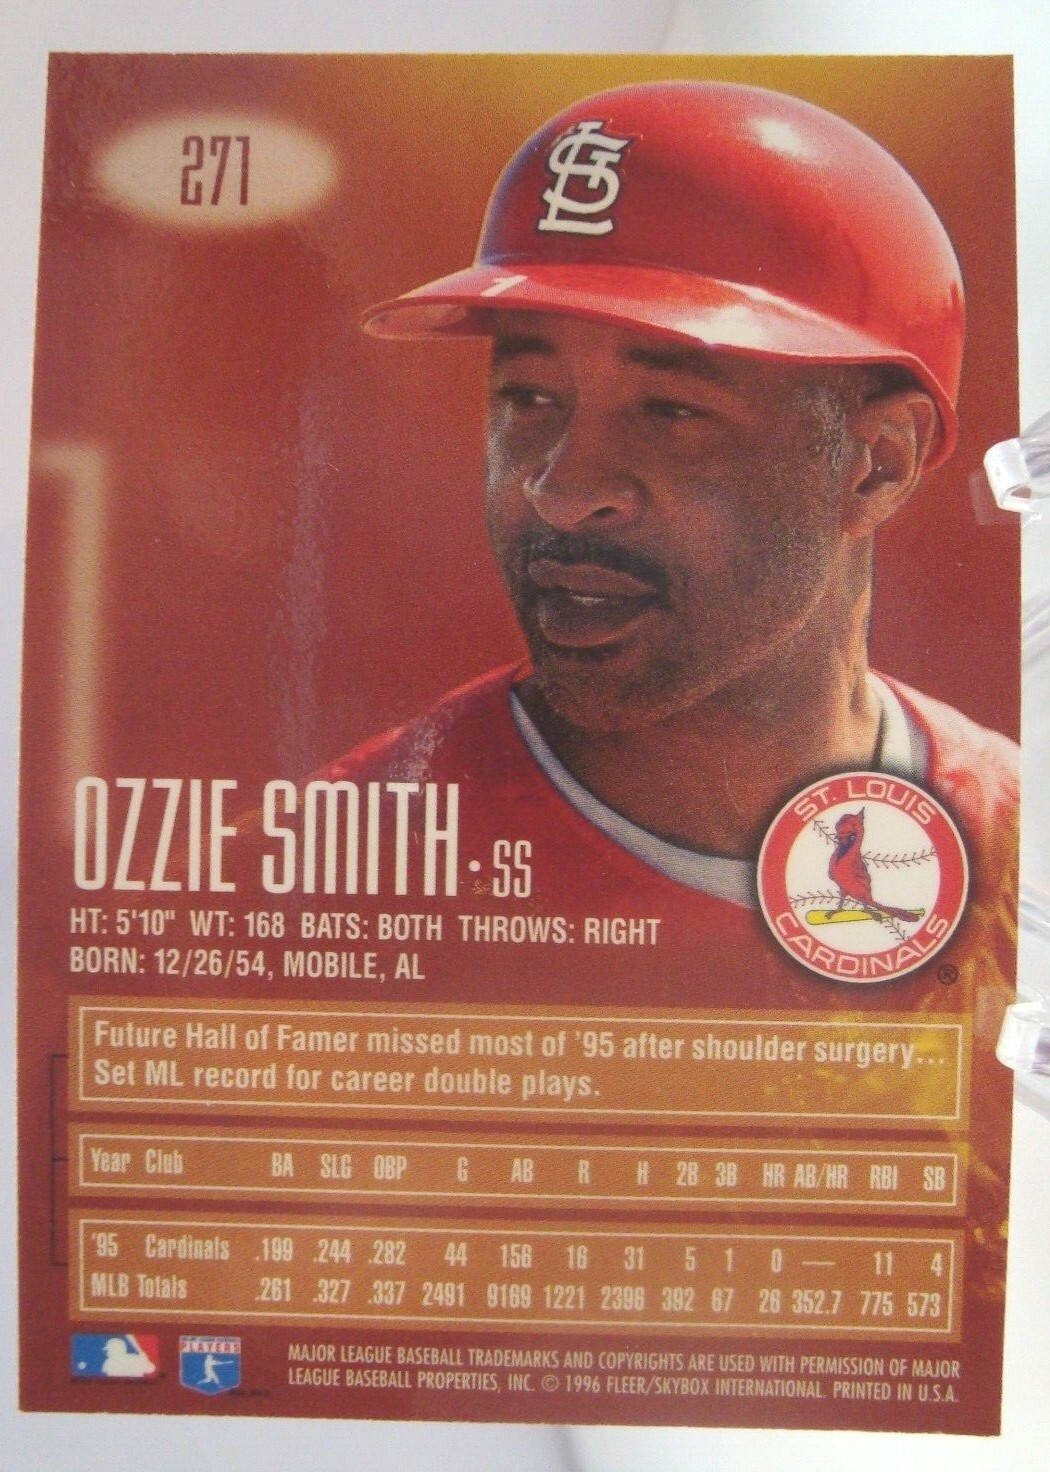 271
STL
1
OZZIE SMITH · SS
HT: 5'10" WT: 168 BATS: BOTH THROWS: RIGHT
BORN: 12/26/54, MOBILE, AL
ST. LOUIS
CARDINALS
®
Future Hall of Famer missed most of '95 after shoulder surgery...
Set ML record for career double plays.
Year Club BA SLG OBP G AB R H 2B 3B HR AB/HR RBI SB
'95 Cardinals .199 .244 .282 44 156 16 31 5 1 0 — 11 4
MLB Totals .261 .327 .337 2491 9169 1221 2396 392 67 26 352.7 775 573
PLAYERS
MAJOR LEAGUE BASEBALL TRADEMARKS AND COPYRIGHTS ARE USED WITH PERMISSION OF MAJOR
LEAGUE BASEBALL PROPERTIES, INC. © 1996 FLEER/SKYBOX INTERNATIONAL. PRINTED IN U.S.A.